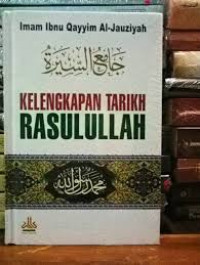 Imam Ibnu Qayyim Al-Jauziyah
جامع السيرة
KELENGKAPAN TARIKH
RASULULLAH
محمد رسول الله